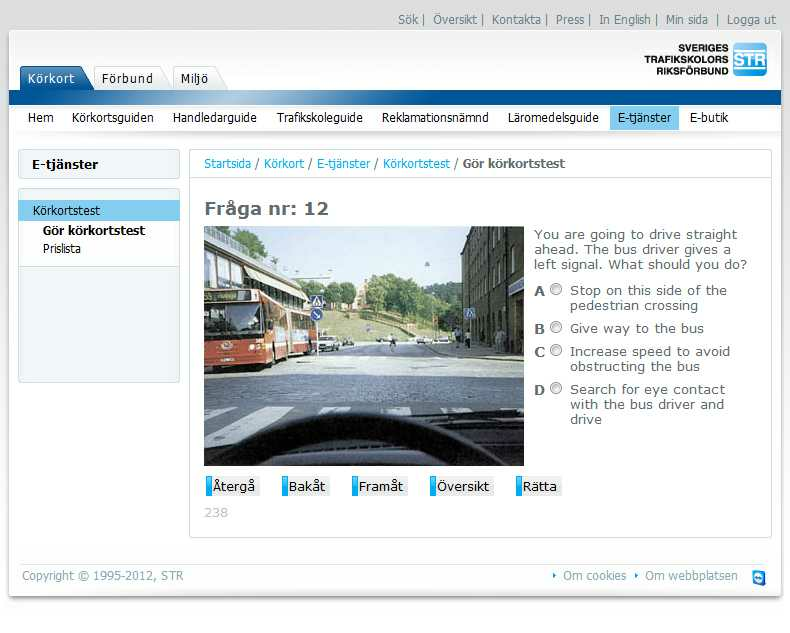 Sök | Översikt | Kontakta | Press | In English | Min sida | Logga ut
SVERIGES
TRAFIKSKOLORS
RIKSFÖRBUND
STR
Körkort Förbund Miljö
Hem Körkortsguiden Handledarguide Trafikskoleguide Reklamationsnämnd Läromedelsguide E-tjänster E-butik
E-tjänster
Körkortstest
Gör körkortstest
Prislista
Startsida / Körkort / E-tjänster / Körkortstest / Gör körkortstest
Fråga nr: 12
You are going to drive straight
ahead. The bus driver gives a
left signal. What should you do?
A Stop on this side of the
pedestrian crossing
B Give way to the bus
C Increase speed to avoid
obstructing the bus
D Search for eye contact
with the bus driver and
drive
Återgå Bakåt Framåt Översikt Rätta
238
Copyright © 1995-2012, STR
Om cookies Om webbplatsen